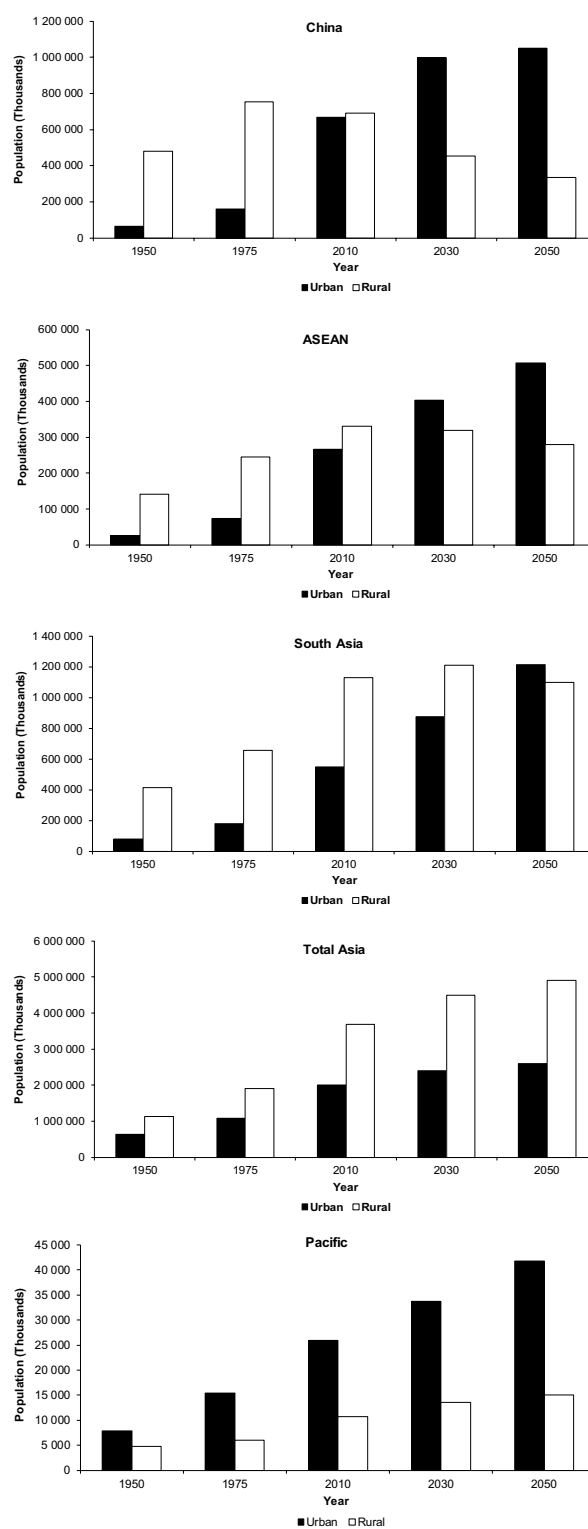 China
Population (Thousands)
1 200 000
1 000 000
800 000
600 000
400 000
200 000
0
1950 1975 2010 2030 2050
Year
Urban Rural
ASEAN
Population (Thousands)
600 000
500 000
400 000
300 000
200 000
100 000
0
1950 1975 2010 2030 2050
Year
Urban Rural
South Asia
Population (Thousands)
1 400 000
1 200 000
1 000 000
800 000
600 000
400 000
200 000
0
1950 1975 2010 2030 2050
Year
Urban Rural
Total Asia
Population (Thousands)
6 000 000
5 000 000
4 000 000
3 000 000
2 000 000
1 000 000
0
1950 1975 2010 2030 2050
Year
Urban Rural
Pacific
Population (Thousands)
45 000
40 000
35 000
30 000
25 000
20 000
15 000
10 000
5 000
0
1950 1975 2010 2030 2050
Year
Urban Rural